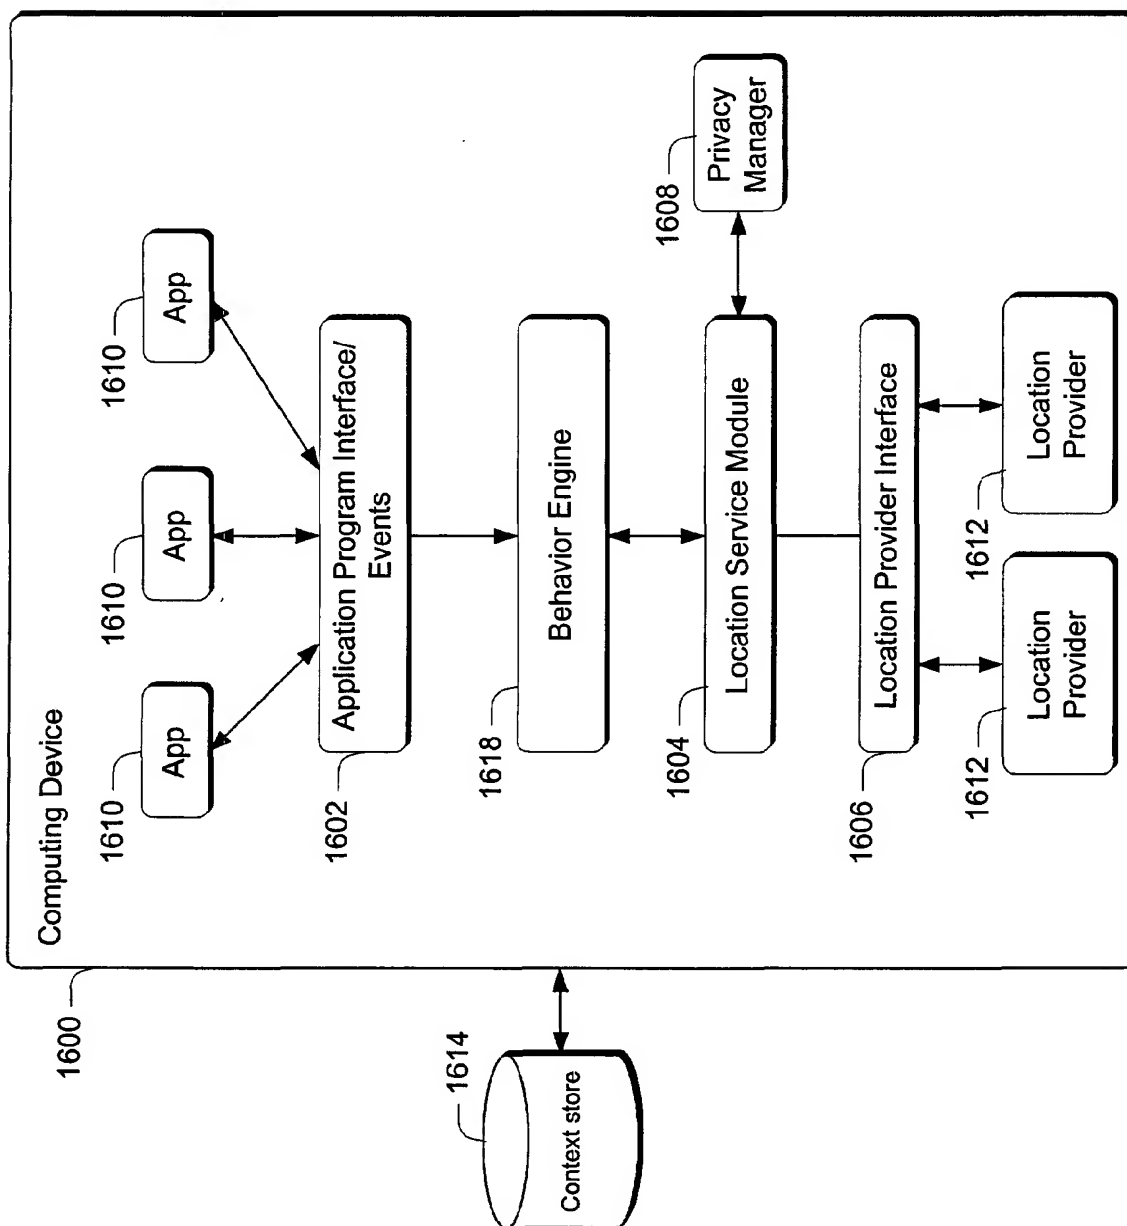 Computing Device
1600
1610
App
1610
App
1610
App
1602
Application Program Interface/
Events
1618
Behavior Engine
1604
Location Service Module
1608
Privacy
Manager
1606
Location Provider Interface
1612
Location
Provider
1612
Location
Provider
1614
Context store